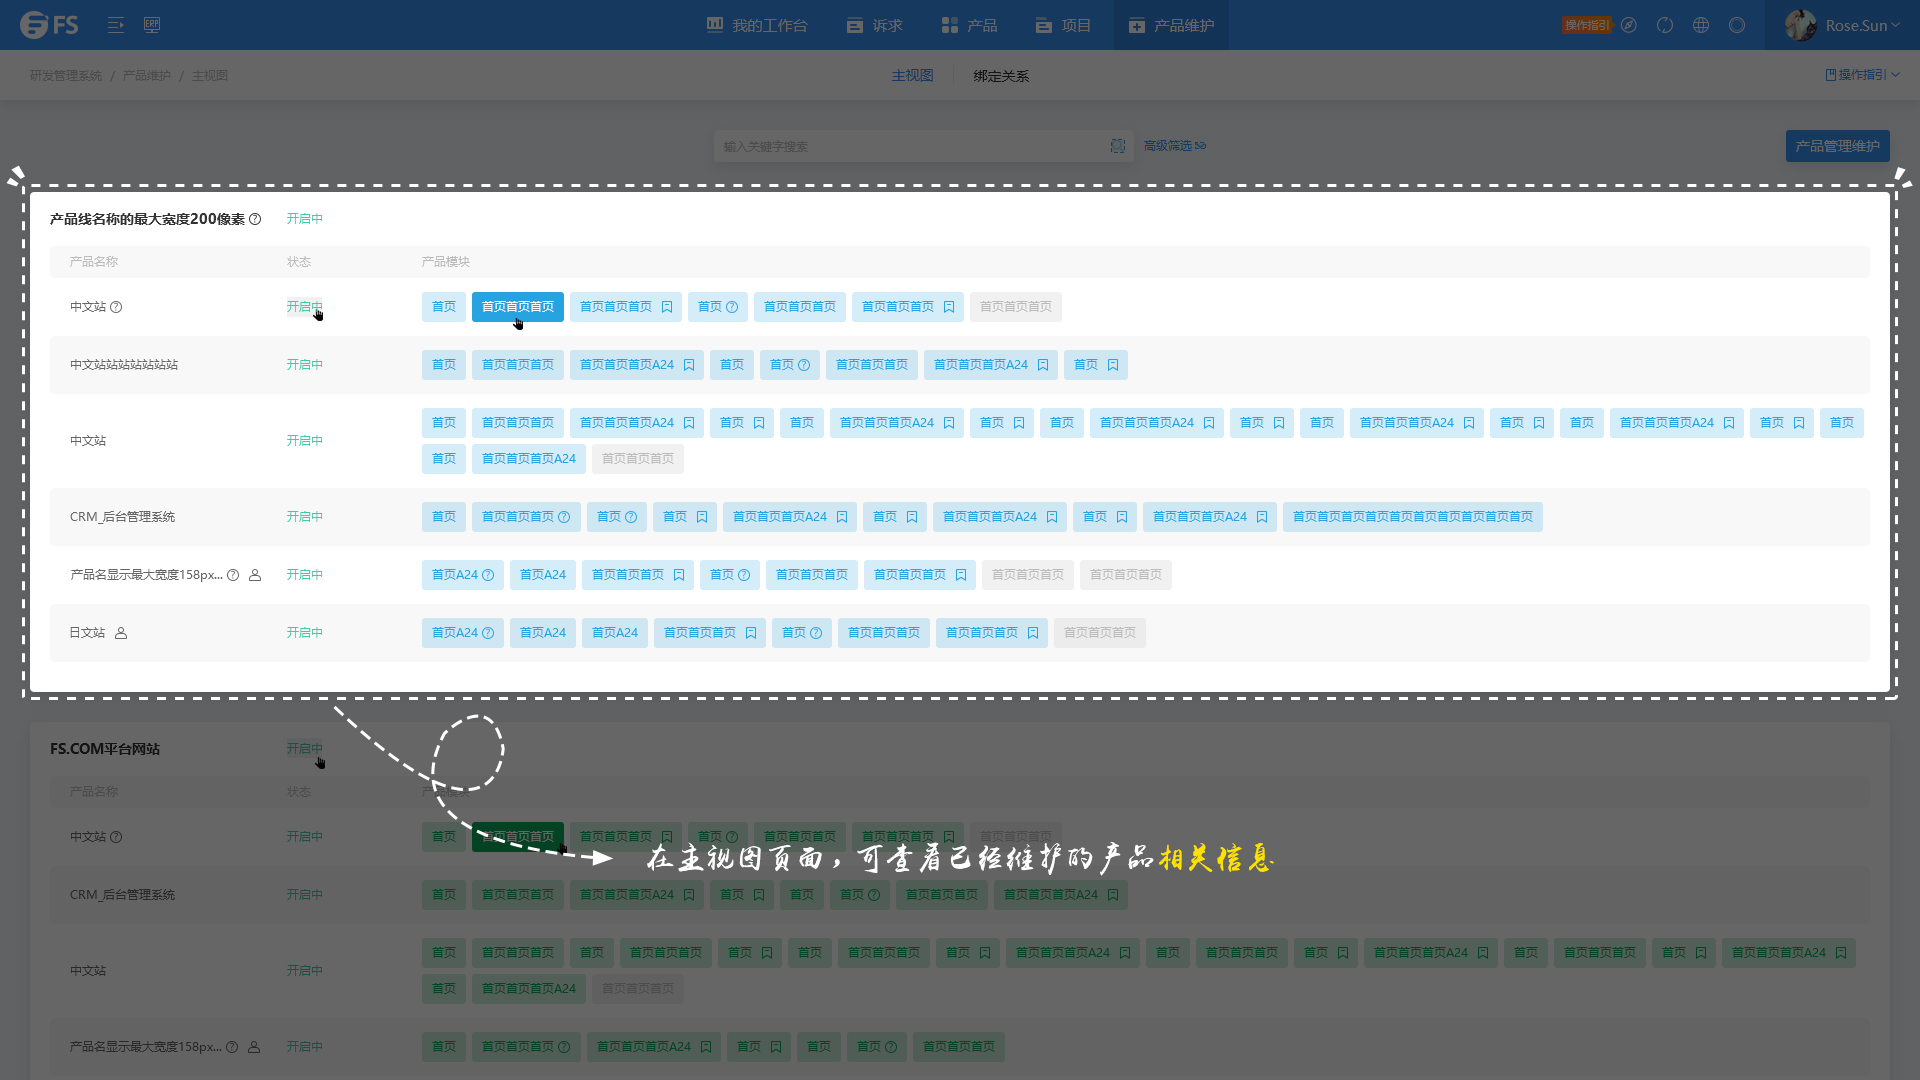 FS ERP 我的工作台 诉求 产品 项目 产品维护 操作指引 Rose.Sun
研发管理系统 / 产品维护 / 主视图 主视图 绑定关系 操作指引
输入关键字搜索 高级筛选 产品管理维护
产品线名称的最大宽度200像素 开启中
产品名称 状态 产品模块
中文站 开启中 首页 首页首页首页 首页首页首页 首页 首页首页首页 首页首页首页 首页首页首页
中文站站站站站站站 开启中 首页 首页首页首页 首页首页首页A24 首页 首页 首页首页首页 首页首页首页A24 首页
首页 首页首页首页 首页首页首页A24 首页 首页 首页首页首页A24 首页 首页 首页首页首页A24 首页 首页 首页首页首页A24 首页 首页 首页首页首页A24 首页 首页
中文站 开启中
首页 首页首页首页A24 首页首页首页
CRM_后台管理系统 开启中 首页 首页首页首页 首页 首页 首页首页首页A24 首页 首页首页首页A24 首页 首页首页首页A24 首页首页首页首页首页首页首页首页首页首页
产品名显示最大宽度158px... 开启中 首页A24 首页A24 首页首页首页 首页 首页首页首页 首页首页首页 首页首页首页 首页首页首页
日文站 开启中 首页A24 首页A24 首页A24 首页首页首页 首页 首页首页首页 首页首页首页 首页首页首页
FS.COM平台网站 开启中
产品名称 状态 产品模块
中文站 开启中 首页 首页首页首页 首页首页首页 首页 首页首页首页 首页首页首页 首页首页首页
在主视图页面，可查看已经维护的产品相关信息
CRM_后台管理系统 开启中 首页 首页首页首页 首页首页首页A24 首页 首页 首页 首页首页首页 首页首页首页A24
首页 首页首页首页 首页 首页首页首页 首页 首页 首页首页首页 首页 首页首页首页A24 首页 首页首页首页 首页 首页首页首页A24 首页 首页首页首页 首页 首页首页首页A24
中文站 开启中
首页 首页首页首页A24 首页首页首页
产品名显示最大宽度158px... 开启中 首页 首页首页首页 首页首页首页A24 首页 首页 首页 首页首页首页